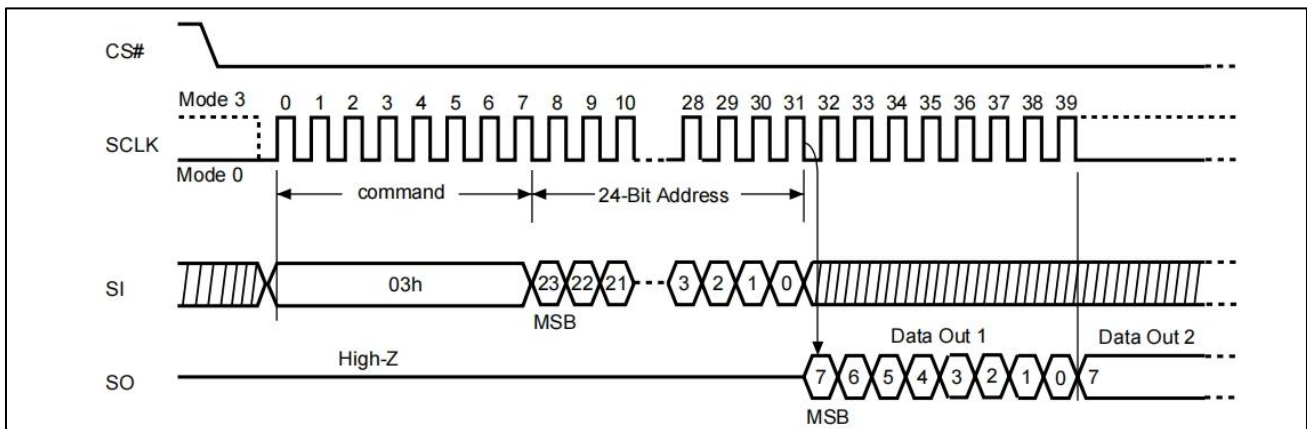 CS#
Mode 3 0 1 2 3 4 5 6 7 8 9 10 28 29 30 31 32 33 34 35 36 37 38 39
SCLK
Mode 0
command 24-Bit Address
SI 03h 23 22 21 3 2 1 0
MSB
Data Out 1 Data Out 2
High-Z
SO 7 6 5 4 3 2 1 0 7
MSB